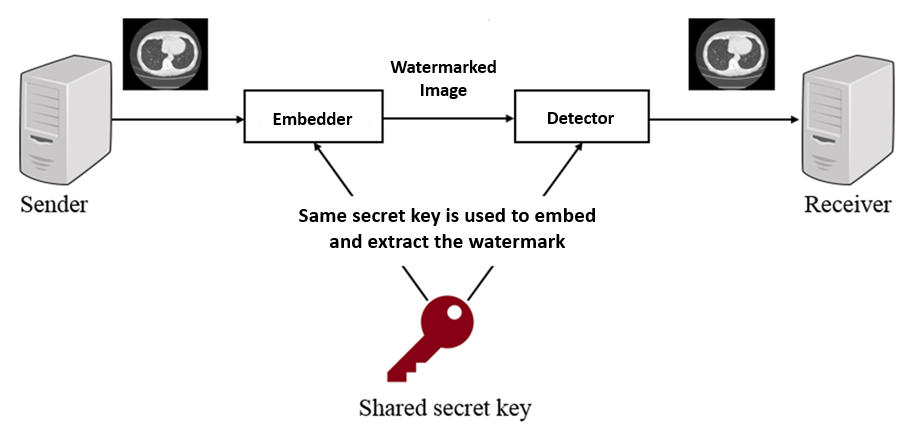 Watermarked
Image
Embedder
Detector
Sender
Receiver
Same secret key is used to embed
and extract the watermark
Shared secret key